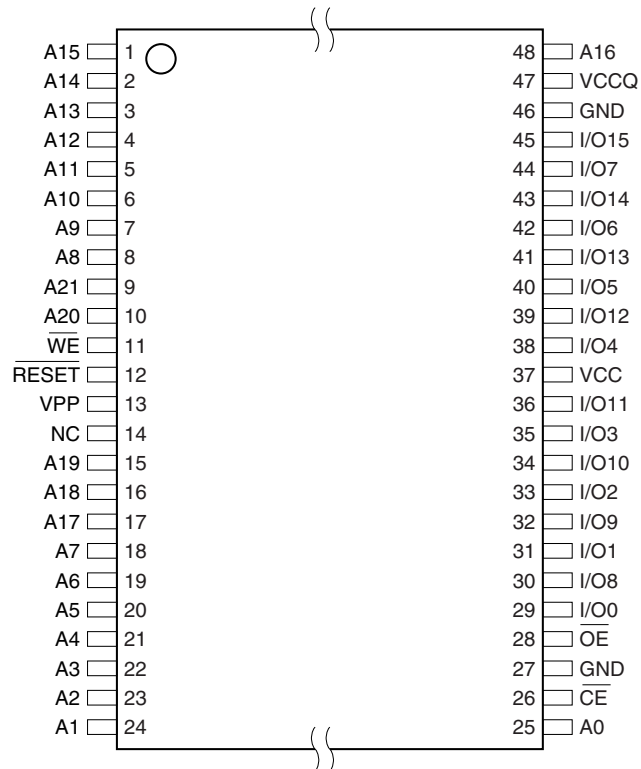 A15 1 48 A16
A14 2 47 VCCQ
A13 3 46 GND
A12 4 45 I/O15
A11 5 44 I/O7
A10 6 43 I/O14
A9 7 42 I/O6
A8 8 41 I/O13
A21 9 40 I/O5
A20 10 39 I/O12
W̅E̅ 11 38 I/O4
R̅E̅S̅E̅T̅ 12 37 VCC
VPP 13 36 I/O11
NC 14 35 I/O3
A19 15 34 I/O10
A18 16 33 I/O2
A17 17 32 I/O9
A7 18 31 I/O1
A6 19 30 I/O8
A5 20 29 I/O0
A4 21 28 O̅E̅
A3 22 27 GND
A2 23 26 C̅E̅
A1 24 25 A0